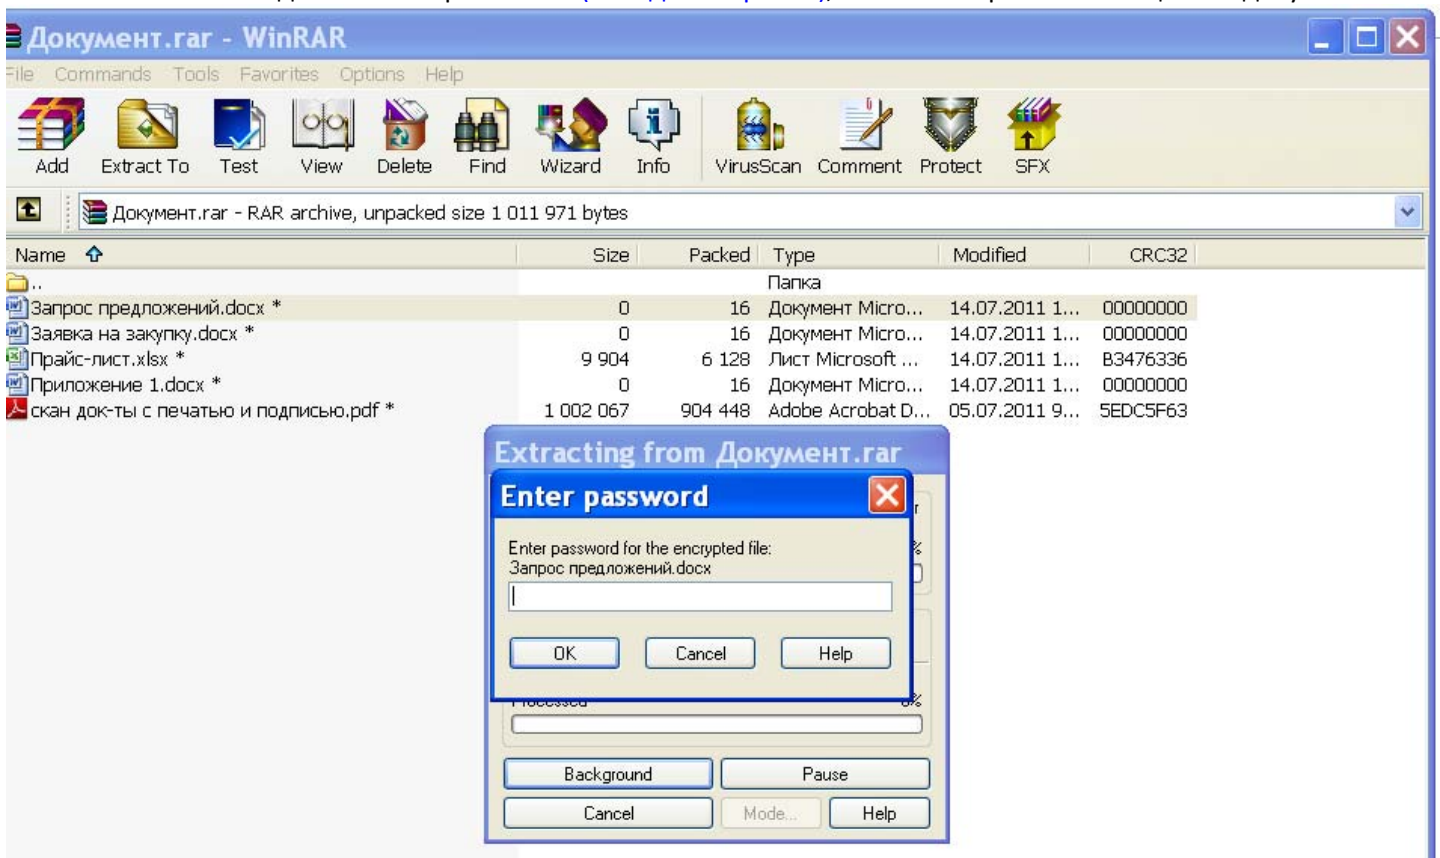 Документ.rar - WinRAR
File Commands Tools Favorites Options Help
Add Extract To Test View Delete Find Wizard Info VirusScan Comment Protect SFX
Документ.rar - RAR archive, unpacked size 1 011 971 bytes
Name Size Packed Type Modified CRC32
.. Папка
Запрос предложений.docx * 0 16 Документ Micro... 14.07.2011 1... 00000000
Заявка на закупку.docx * 0 16 Документ Micro... 14.07.2011 1... 00000000
Прайс-лист.xlsx * 9 904 6 128 Лист Microsoft ... 14.07.2011 1... B3476336
Приложение 1.docx * 0 16 Документ Micro... 14.07.2011 1... 00000000
скан док-ты с печатью и подписью.pdf * 1 002 067 904 448 Adobe Acrobat D... 05.07.2011 9... 5EDC5F63
Extracting from Документ.rar
Enter password
Enter password for the encrypted file:
Запрос предложений.docx
OK Cancel Help
Processed 0%
Background Pause
Cancel Mode... Help